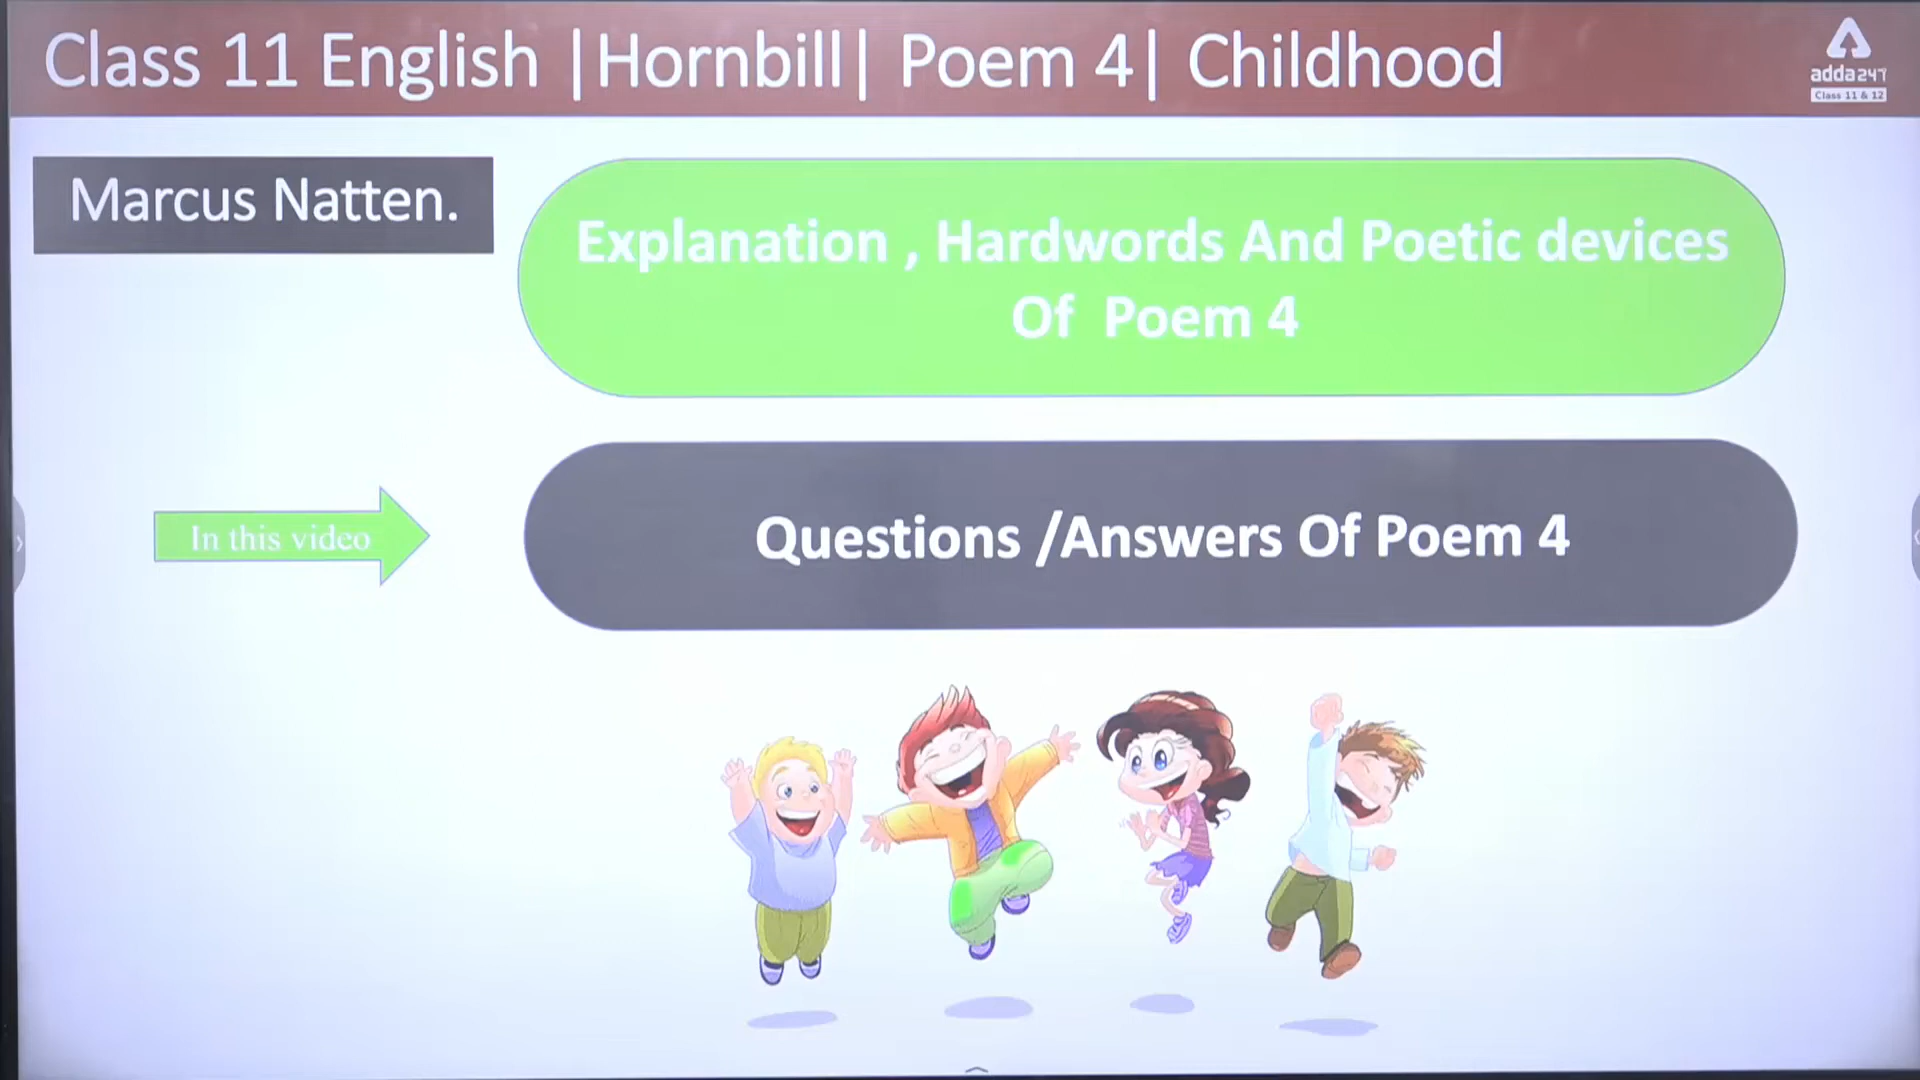 Class 11 English |Hornbill| Poem 4| Childhood
adda247
Class 11 & 12
Marcus Natten.
Explanation , Hardwords And Poetic devices
Of Poem 4
In this video
Questions /Answers Of Poem 4